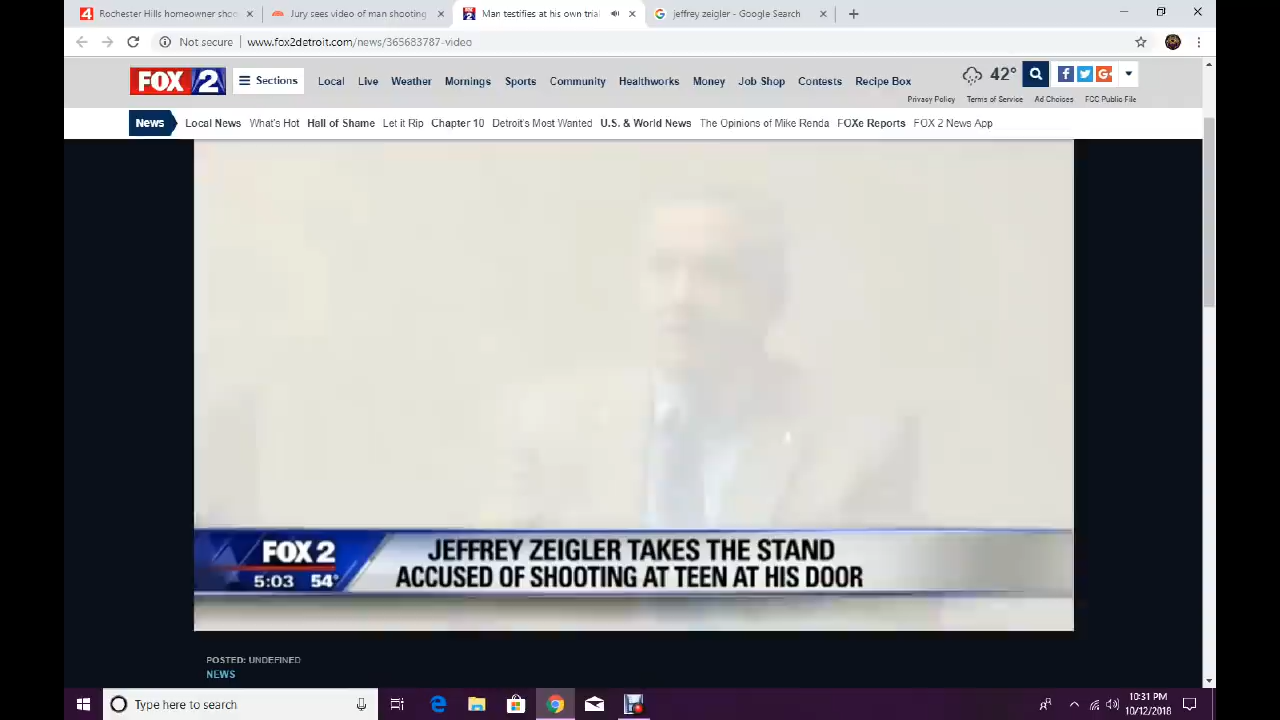 Rochester Hills homeowner shoo
Jury sees video of man shooting
Man testifies at his own trial
jeffrey zeigler - Google Search
Not secure
www.fox2detroit.com/news/365683787-video
FOX 2
Sections
Local
Live
Weather
Mornings
Sports
Community
Healthworks
Money
Job Shop
Contests
Recipe Box
42°
Privacy Policy
Terms of Service
Ad Choices
FCC Public File
News
Local News
What's Hot
Hall of Shame
Let it Rip
Chapter 10
Detroit's Most Wanted
U.S. & World News
The Opinions of Mike Renda
FOX 2 Reports
FOX 2 News App
FOX 2
5:03 54°
JEFFREY ZEIGLER TAKES THE STAND
ACCUSED OF SHOOTING AT TEEN AT HIS DOOR
POSTED: UNDEFINED
NEWS
Type here to search
10:31 PM
10/12/2018